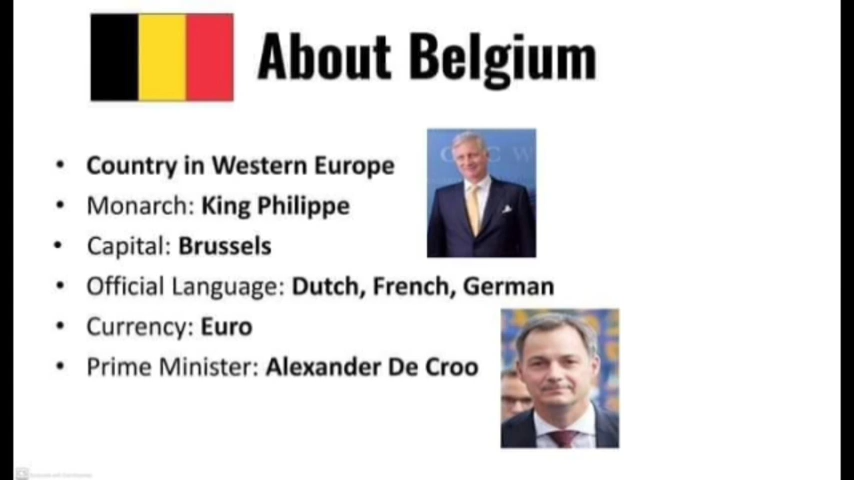 About Belgium
• Country in Western Europe
• Monarch: King Philippe
• Capital: Brussels
• Official Language: Dutch, French, German
• Currency: Euro
• Prime Minister: Alexander De Croo